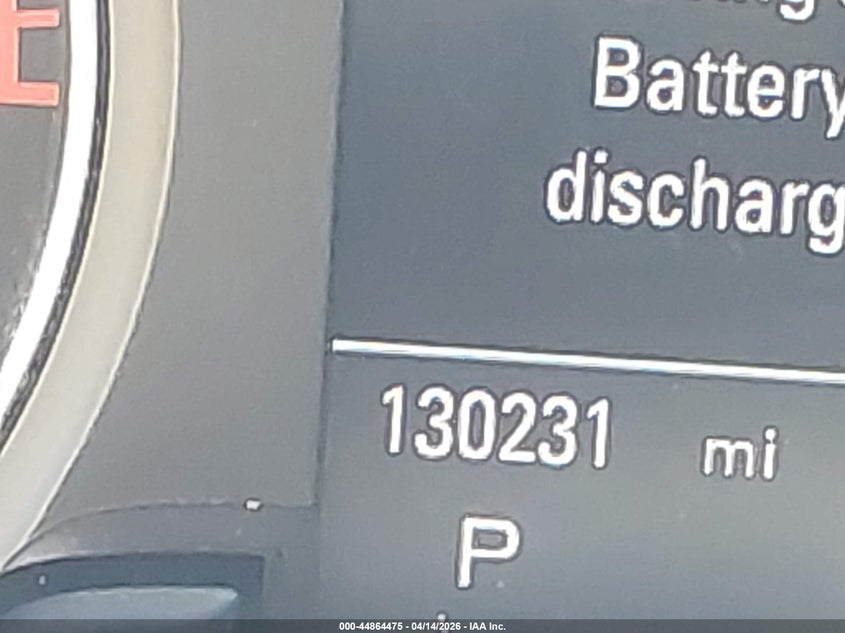 E
Battery
discharg
130231 mi
P
000-44864475 - 04/14/2026 - IAA Inc.